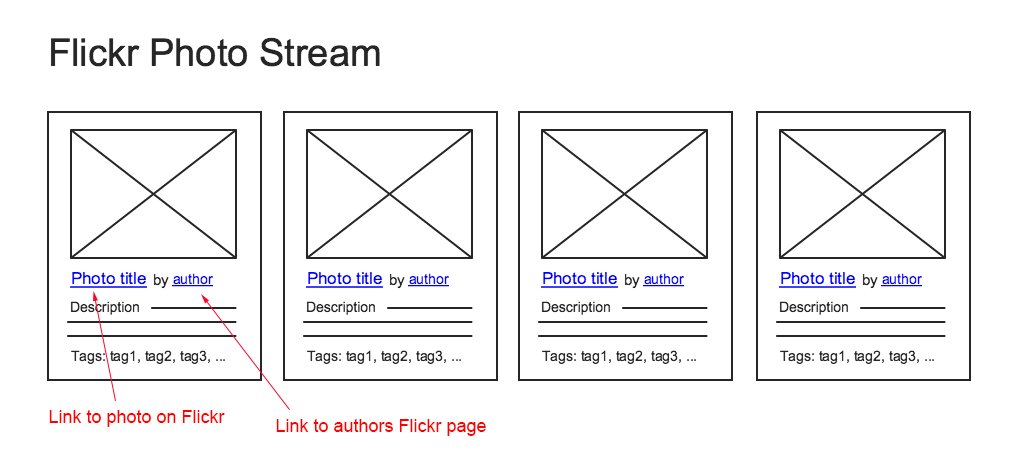 Flickr Photo Stream
Photo title by author
Description
Tags: tag1, tag2, tag3, ...
Photo title by author
Description
Tags: tag1, tag2, tag3, ...
Photo title by author
Description
Tags: tag1, tag2, tag3, ...
Photo title by author
Description
Tags: tag1, tag2, tag3, ...
Link to photo on Flickr
Link to authors Flickr page